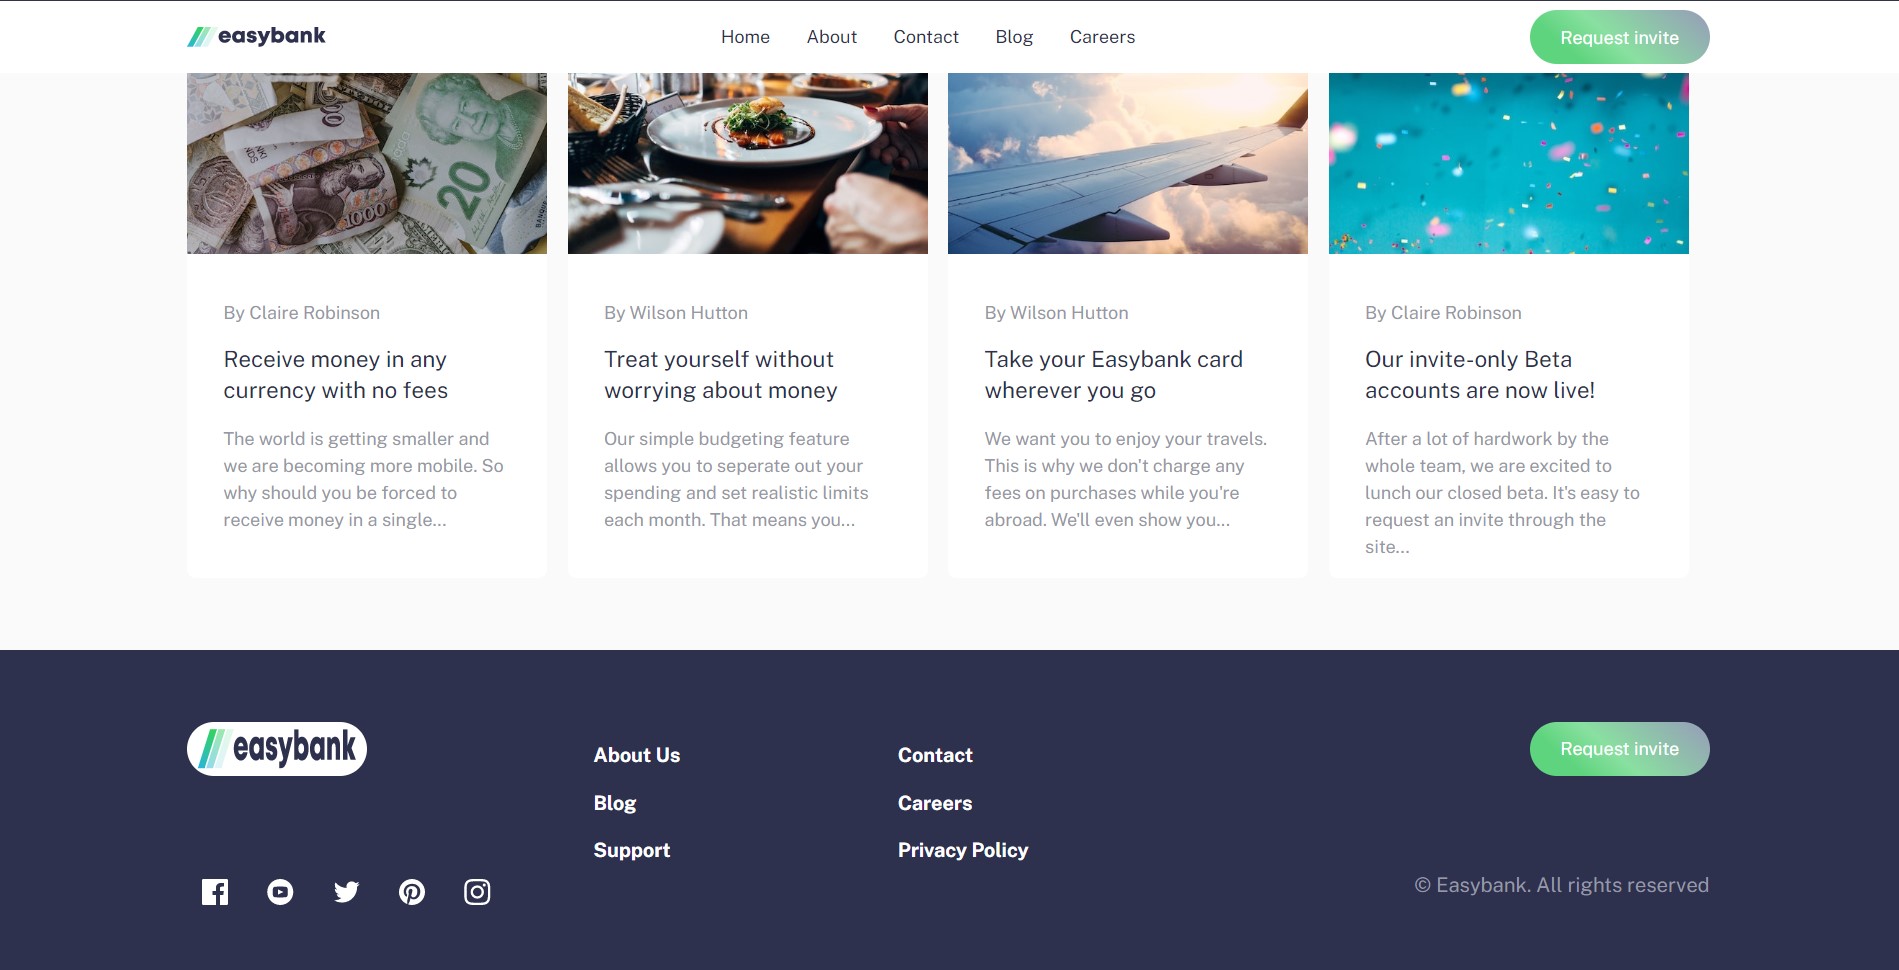 easybank
Home About Contact Blog Careers
Request invite
20
1000
By Claire Robinson
Receive money in any
currency with no fees
The world is getting smaller and
we are becoming more mobile. So
why should you be forced to
receive money in a single...
By Wilson Hutton
Treat yourself without
worrying about money
Our simple budgeting feature
allows you to seperate out your
spending and set realistic limits
each month. That means you...
By Wilson Hutton
Take your Easybank card
wherever you go
We want you to enjoy your travels.
This is why we don't charge any
fees on purchases while you're
abroad. We'll even show you...
By Claire Robinson
Our invite-only Beta
accounts are now live!
After a lot of hardwork by the
whole team, we are excited to
lunch our closed beta. It's easy to
request an invite through the
site...
easybank
About Us
Blog
Support
Contact
Careers
Privacy Policy
Request invite
© Easybank. All rights reserved